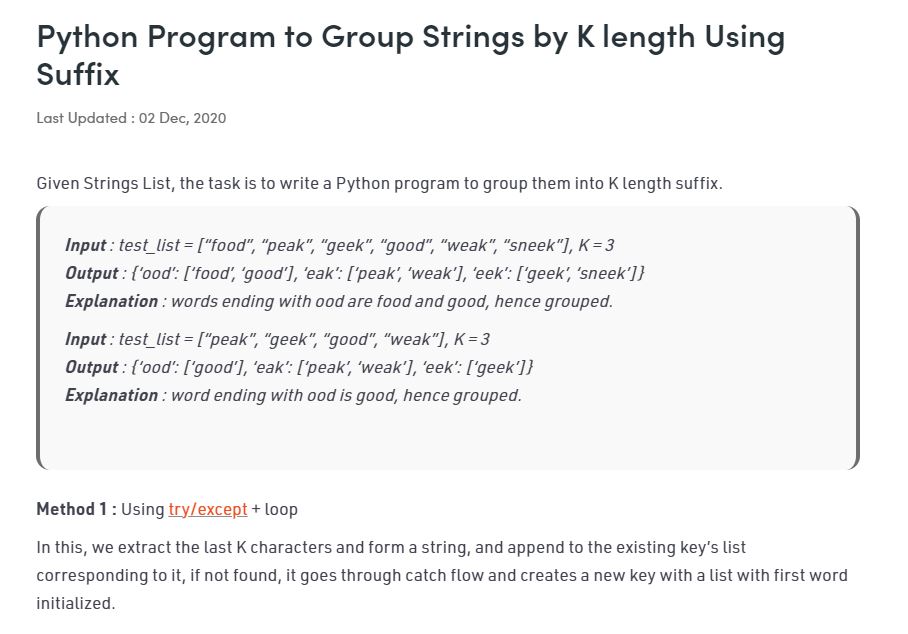 Python Program to Group Strings by K length Using
Suffix
Last Updated : 02 Dec, 2020
Given Strings List, the task is to write a Python program to group them into K length suffix.
Input : test_list = [“food”, “peak”, “geek”, “good”, “weak”, “sneek”], K = 3
Output : {‘ood’: [‘food’, ‘good’], ‘eak’: [‘peak’, ‘weak’], ‘eek’: [‘geek’, ‘sneek’]}
Explanation : words ending with ood are food and good, hence grouped.
Input : test_list = [“peak”, “geek”, “good”, “weak”], K = 3
Output : {‘ood’: [‘good’], ‘eak’: [‘peak’, ‘weak’], ‘eek’: [‘geek’]}
Explanation : word ending with ood is good, hence grouped.
Method 1 : Using try/except + loop
In this, we extract the last K characters and form a string, and append to the existing key’s list
corresponding to it, if not found, it goes through catch flow and creates a new key with a list with first word
initialized.